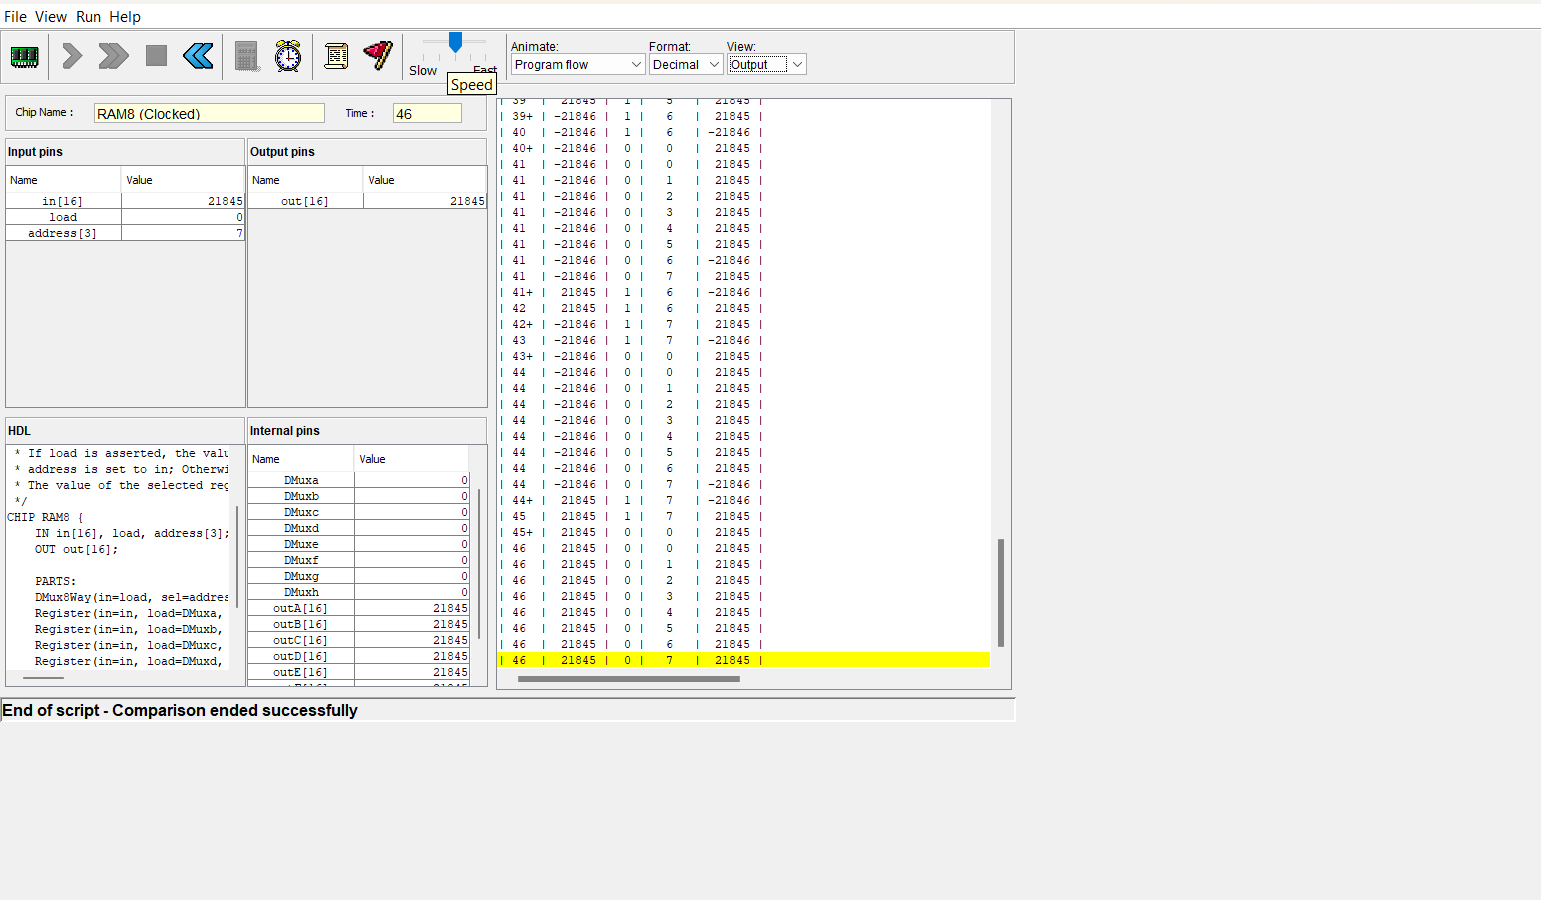 File View Run Help
Animate: Format: View:
Slow Fast Program flow Decimal Output
Speed
Chip Name : RAM8 (Clocked) Time : 46
Input pins
Name Value
in[16] 21845
load 0
address[3] 7
Output pins
Name Value
out[16] 21845
HDL
* If load is asserted, the valu
* address is set to in; Otherwi
* The value of the selected reg
*/
CHIP RAM8 {
IN in[16], load, address[3];
OUT out[16];
PARTS:
DMux8Way(in=load, sel=addres
Register(in=in, load=DMuxa,
Register(in=in, load=DMuxb,
Register(in=in, load=DMuxc,
Register(in=in, load=DMuxd,
Internal pins
Name Value
DMuxa 0
DMuxb 0
DMuxc 0
DMuxd 0
DMuxe 0
DMuxf 0
DMuxg 0
DMuxh 0
outA[16] 21845
outB[16] 21845
outC[16] 21845
outD[16] 21845
outE[16] 21845
| 39 | 21845 | 1 | 5 | 21845 |
| 39+ | -21846 | 1 | 6 | 21845 |
| 40 | -21846 | 1 | 6 | -21846 |
| 40+ | -21846 | 0 | 0 | 21845 |
| 41 | -21846 | 0 | 0 | 21845 |
| 41 | -21846 | 0 | 1 | 21845 |
| 41 | -21846 | 0 | 2 | 21845 |
| 41 | -21846 | 0 | 3 | 21845 |
| 41 | -21846 | 0 | 4 | 21845 |
| 41 | -21846 | 0 | 5 | 21845 |
| 41 | -21846 | 0 | 6 | -21846 |
| 41 | -21846 | 0 | 7 | 21845 |
| 41+ | 21845 | 1 | 6 | -21846 |
| 42 | 21845 | 1 | 6 | 21845 |
| 42+ | -21846 | 1 | 7 | 21845 |
| 43 | -21846 | 1 | 7 | -21846 |
| 43+ | -21846 | 0 | 0 | 21845 |
| 44 | -21846 | 0 | 0 | 21845 |
| 44 | -21846 | 0 | 1 | 21845 |
| 44 | -21846 | 0 | 2 | 21845 |
| 44 | -21846 | 0 | 3 | 21845 |
| 44 | -21846 | 0 | 4 | 21845 |
| 44 | -21846 | 0 | 5 | 21845 |
| 44 | -21846 | 0 | 6 | 21845 |
| 44 | -21846 | 0 | 7 | -21846 |
| 44+ | 21845 | 1 | 7 | -21846 |
| 45 | 21845 | 1 | 7 | 21845 |
| 45+ | 21845 | 0 | 0 | 21845 |
| 46 | 21845 | 0 | 0 | 21845 |
| 46 | 21845 | 0 | 1 | 21845 |
| 46 | 21845 | 0 | 2 | 21845 |
| 46 | 21845 | 0 | 3 | 21845 |
| 46 | 21845 | 0 | 4 | 21845 |
| 46 | 21845 | 0 | 5 | 21845 |
| 46 | 21845 | 0 | 6 | 21845 |
| 46 | 21845 | 0 | 7 | 21845 |
End of script - Comparison ended successfully